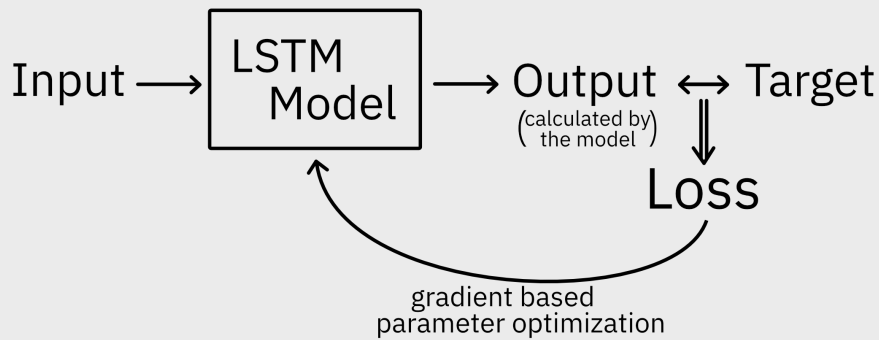 Input
LSTM
Model
Output
(calculated by
the model)
Target
Loss
gradient based
parameter optimization